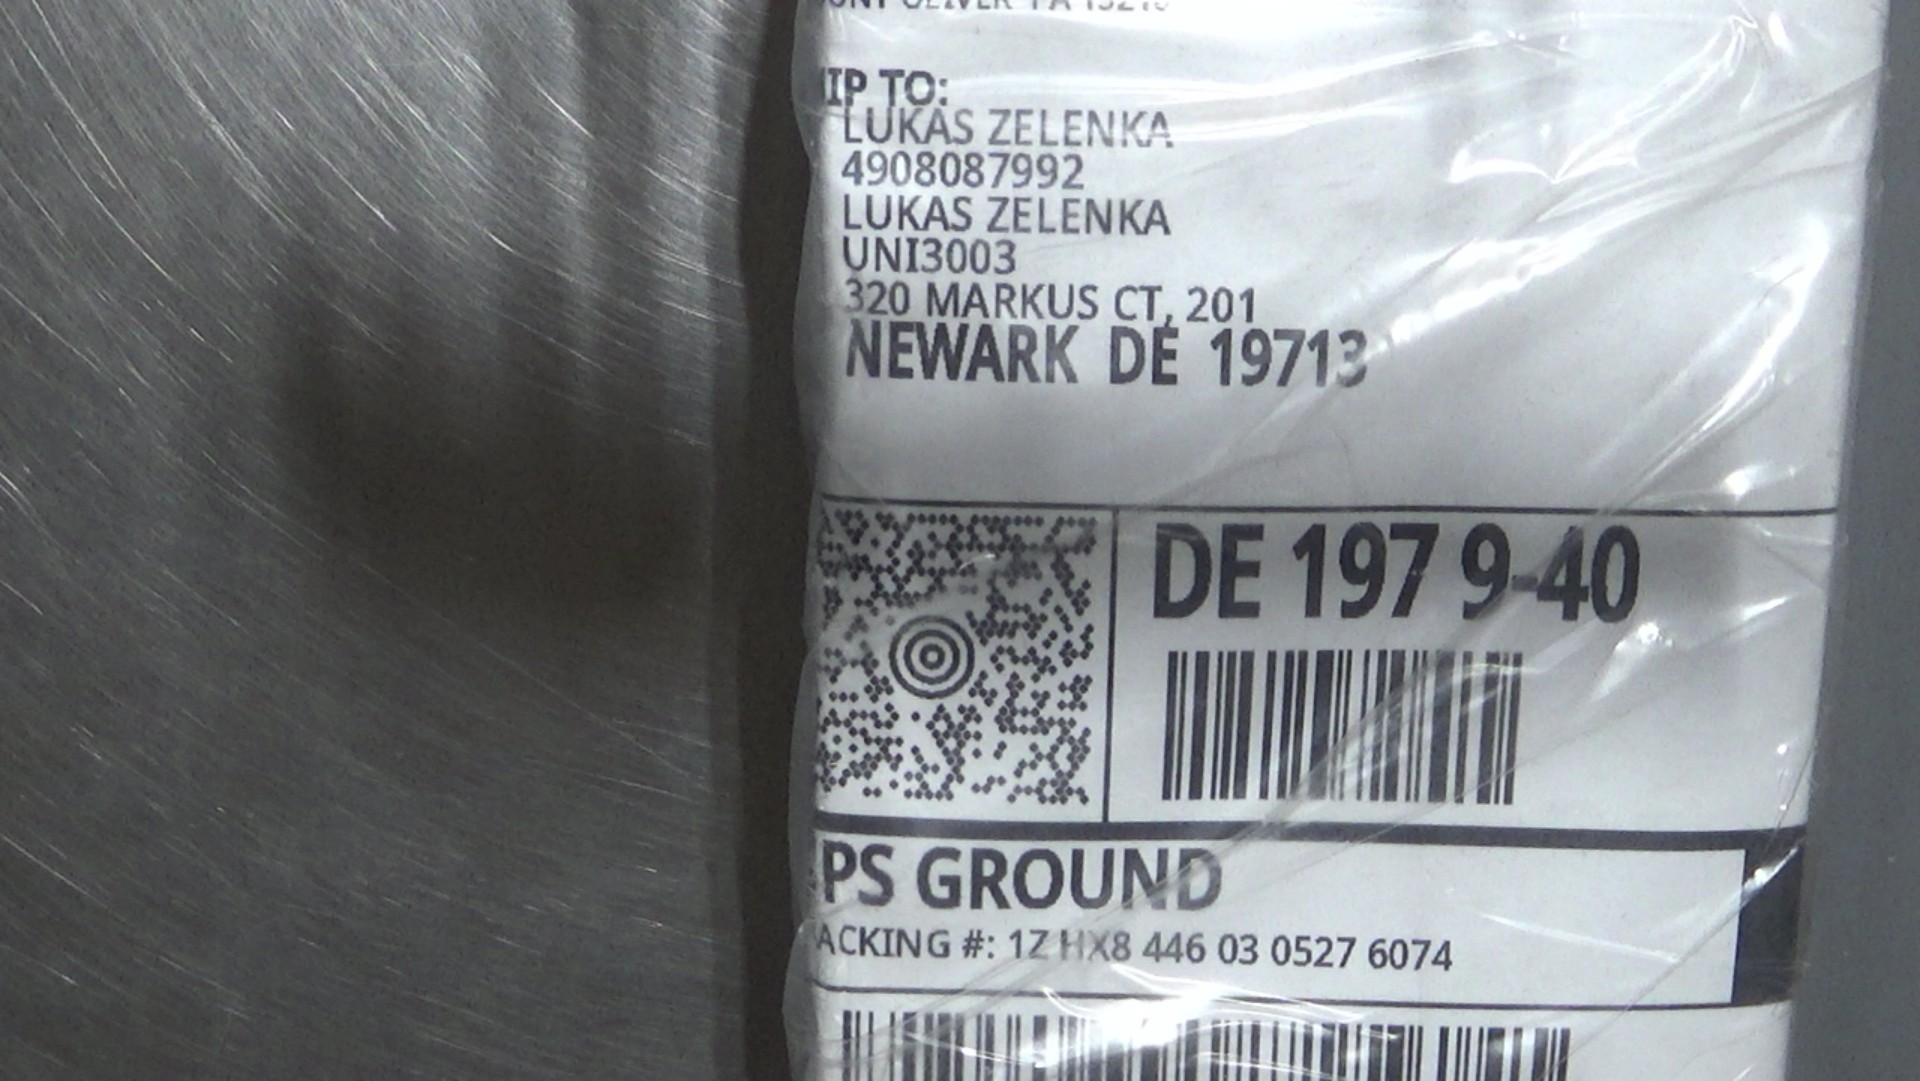 IP TO:
LUKAS ZELENKA
4908087992
LUKAS ZELENKA
UNI3003
320 MARKUS CT, 201
NEWARK DE 19713
DE 197 9-40
PS GROUND
ACKING #: 1Z HX8 446 03 0527 6074